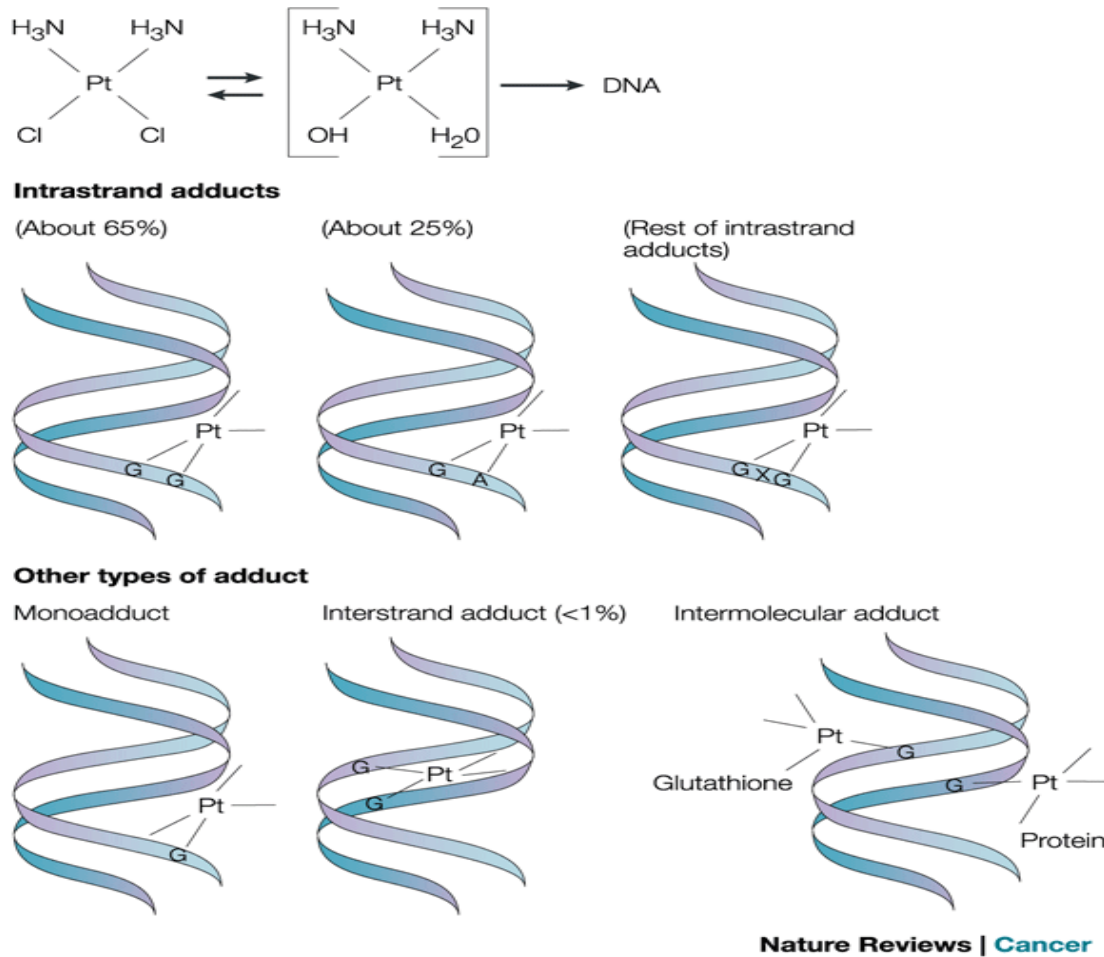 H₃N H₃N H₃N H₃N
Pt Pt DNA
Cl Cl OH H₂0
Intrastrand adducts
(About 65%) (About 25%) (Rest of intrastrand
adducts)
Pt Pt Pt
G G G A G X G
Other types of adduct
Monoadduct Interstrand adduct (<1%) Intermolecular adduct
Pt G
G Pt
Glutathione G Pt
Pt G
Protein
G
Nature Reviews | Cancer